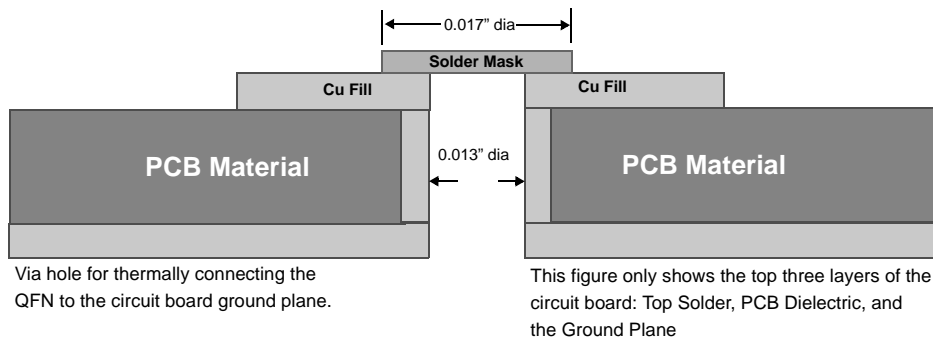 0.017” dia
Solder Mask
Cu Fill
Cu Fill
PCB Material
0.013” dia
PCB Material
Via hole for thermally connecting the
QFN to the circuit board ground plane.
This figure only shows the top three layers of the
circuit board: Top Solder, PCB Dielectric, and
the Ground Plane